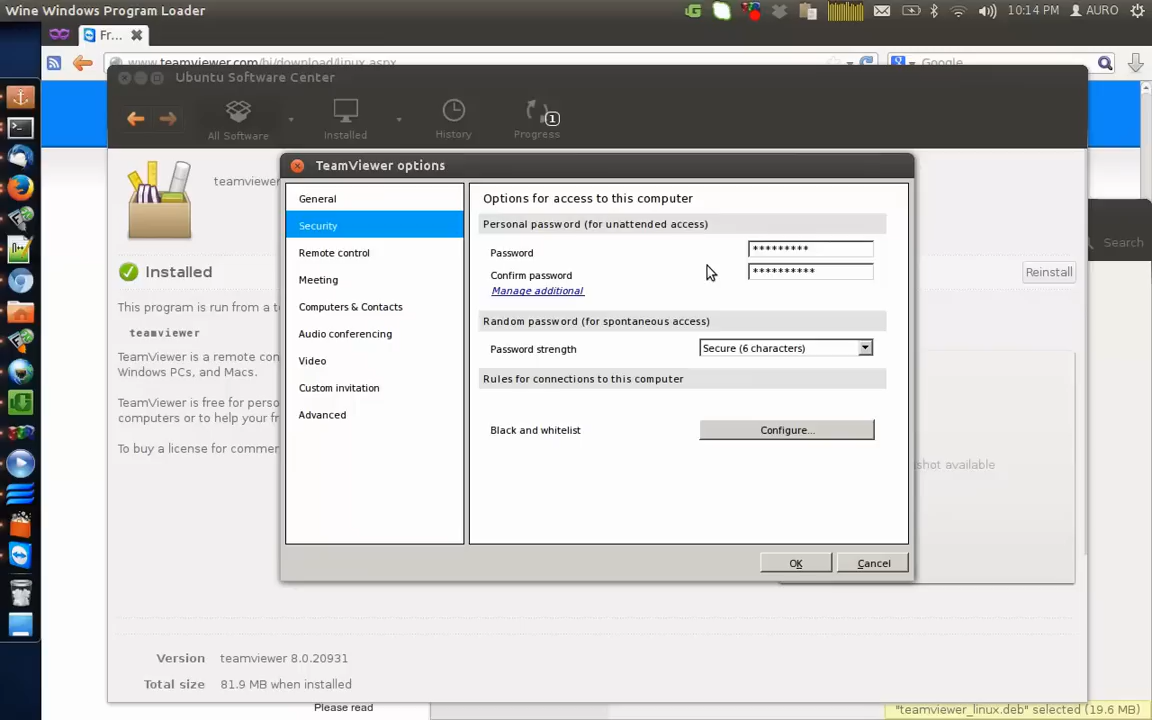 Wine Windows Program Loader
10:14 PM
AURO
Fr...
www.teamviewer.com/hi/download/linux.aspx
Google
Ubuntu Software Center
All Software
Installed
History
Progress
1
teamviewer
TeamViewer options
General
Security
Remote control
Meeting
Computers & Contacts
Audio conferencing
Video
Custom invitation
Advanced
Options for access to this computer
Personal password (for unattended access)
Password
*********
Confirm password
**********
Manage additional
Random password (for spontaneous access)
Password strength
Secure (6 characters)
Rules for connections to this computer
Black and whitelist
Configure...
OK
Cancel
Search
Installed
Reinstall
This program is run from a t
teamviewer
TeamViewer is a remote con
Windows PCs, and Macs.
TeamViewer is free for perso
computers or to help your fr
To buy a license for commer
shot available
Version
teamviewer 8.0.20931
Total size
81.9 MB when installed
Please read
"teamviewer_linux.deb" selected (19.6 MB)